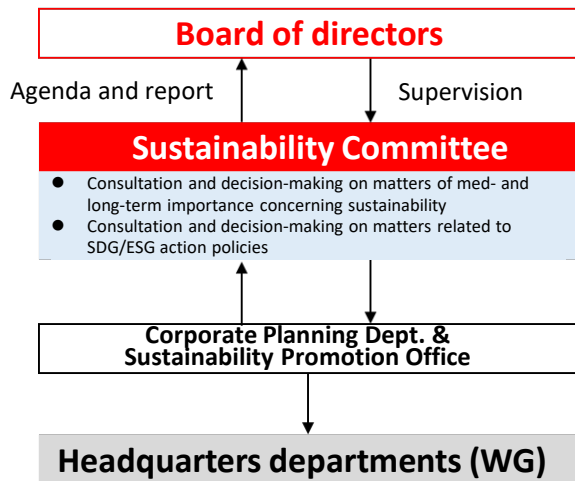 Board of directors
Agenda and report
Supervision
Sustainability Committee
● Consultation and decision-making on matters of med- and
long-term importance concerning sustainability
● Consultation and decision-making on matters related to
SDG/ESG action policies
Corporate Planning Dept. &
Sustainability Promotion Office
Headquarters departments (WG)